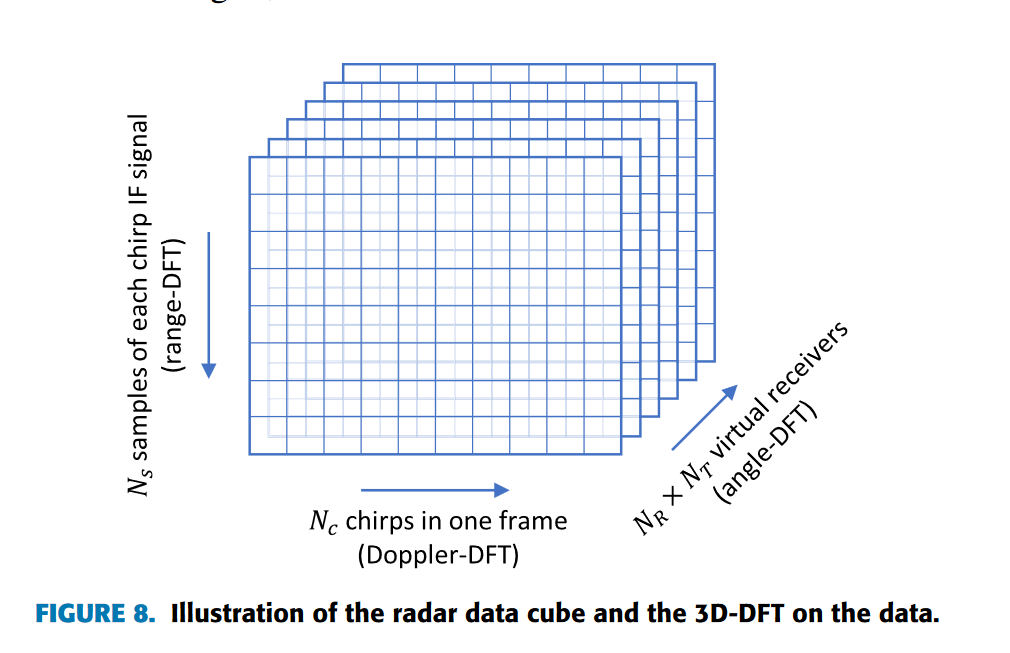 N_s samples of each chirp IF signal
(range-DFT)
N_c chirps in one frame
(Doppler-DFT)
N_R × N_T virtual receivers
(angle-DFT)
FIGURE 8. Illustration of the radar data cube and the 3D-DFT on the data.